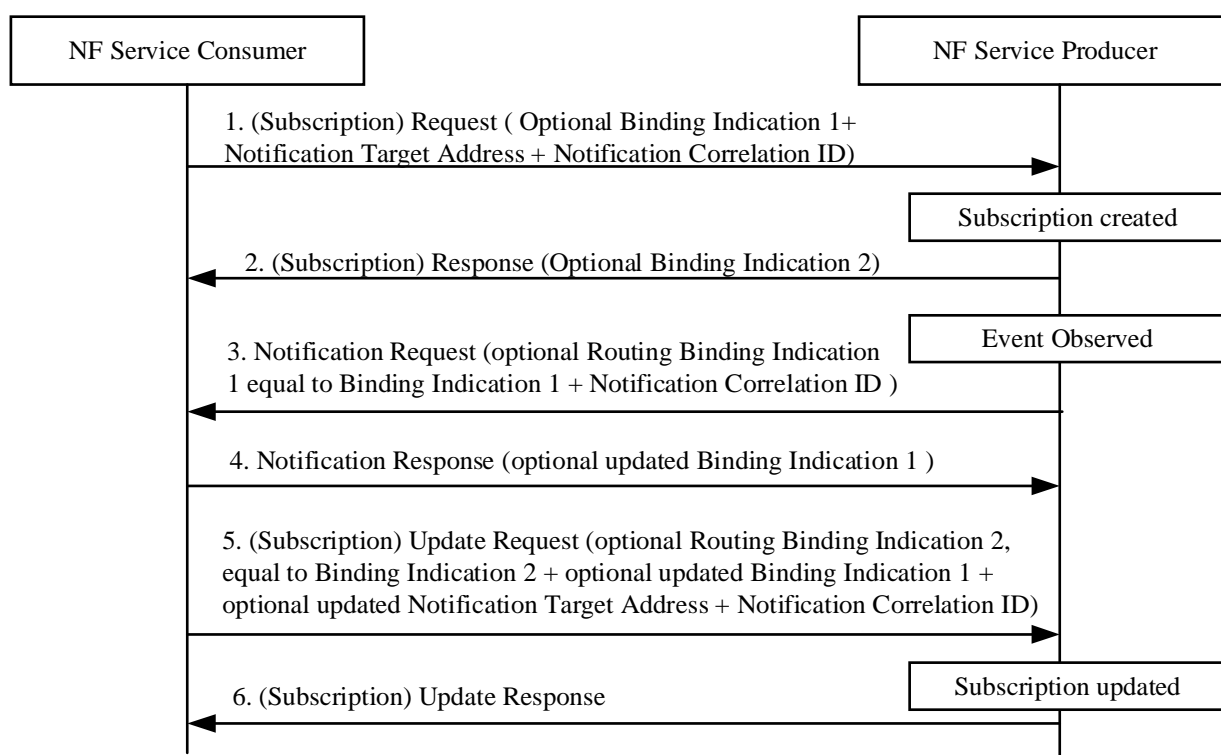 NF Service Consumer
NF Service Producer
1. (Subscription) Request ( Optional Binding Indication 1+
Notification Target Address + Notification Correlation ID)
Subscription created
2. (Subscription) Response (Optional Binding Indication 2)
Event Observed
3. Notification Request (optional Routing Binding Indication
1 equal to Binding Indication 1 + Notification Correlation ID )
4. Notification Response (optional updated Binding Indication 1 )
5. (Subscription) Update Request (optional Routing Binding Indication 2,
equal to Binding Indication 2 + optional updated Binding Indication 1 +
optional updated Notification Target Address + Notification Correlation ID)
Subscription updated
6. (Subscription) Update Response